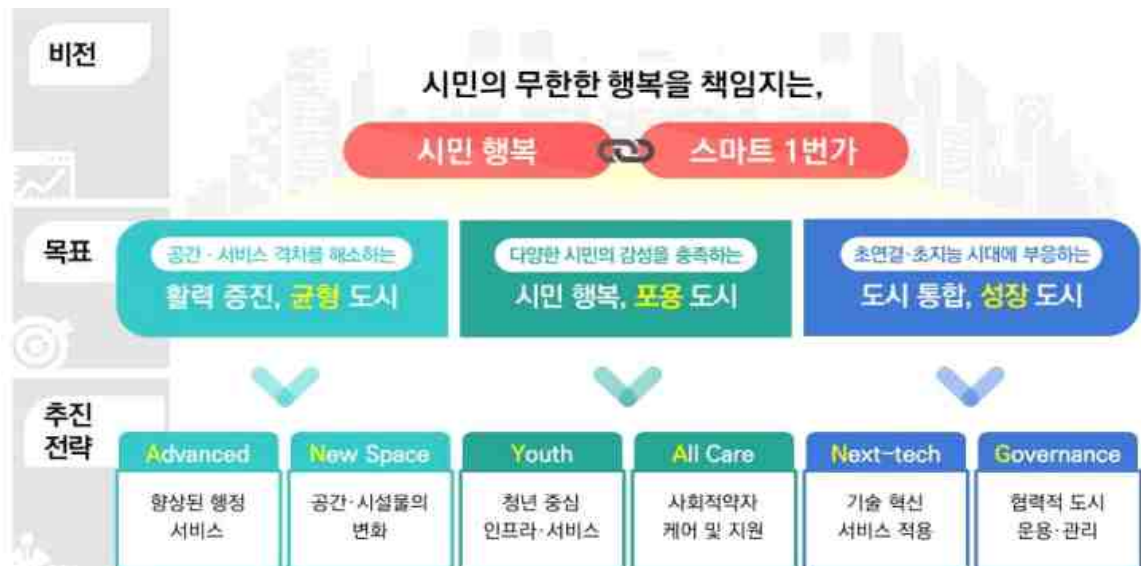 비전
시민의 무한한 행복을 책임지는,
시민 행복 스마트 1번가
목표
공간·서비스 격차를 해소하는
활력 증진, 균형 도시
다양한 시민의 감성을 충족하는
시민 행복, 포용 도시
초연결·초지능 시대에 부응하는
도시 통합, 성장 도시
추진
전략
Advanced
향상된 행정
서비스
New Space
공간·시설물의
변화
Youth
청년 중심
인프라·서비스
All Care
사회적약자
케어 및 지원
Next-tech
기술 혁신
서비스 적용
Governance
협력적 도시
운용·관리